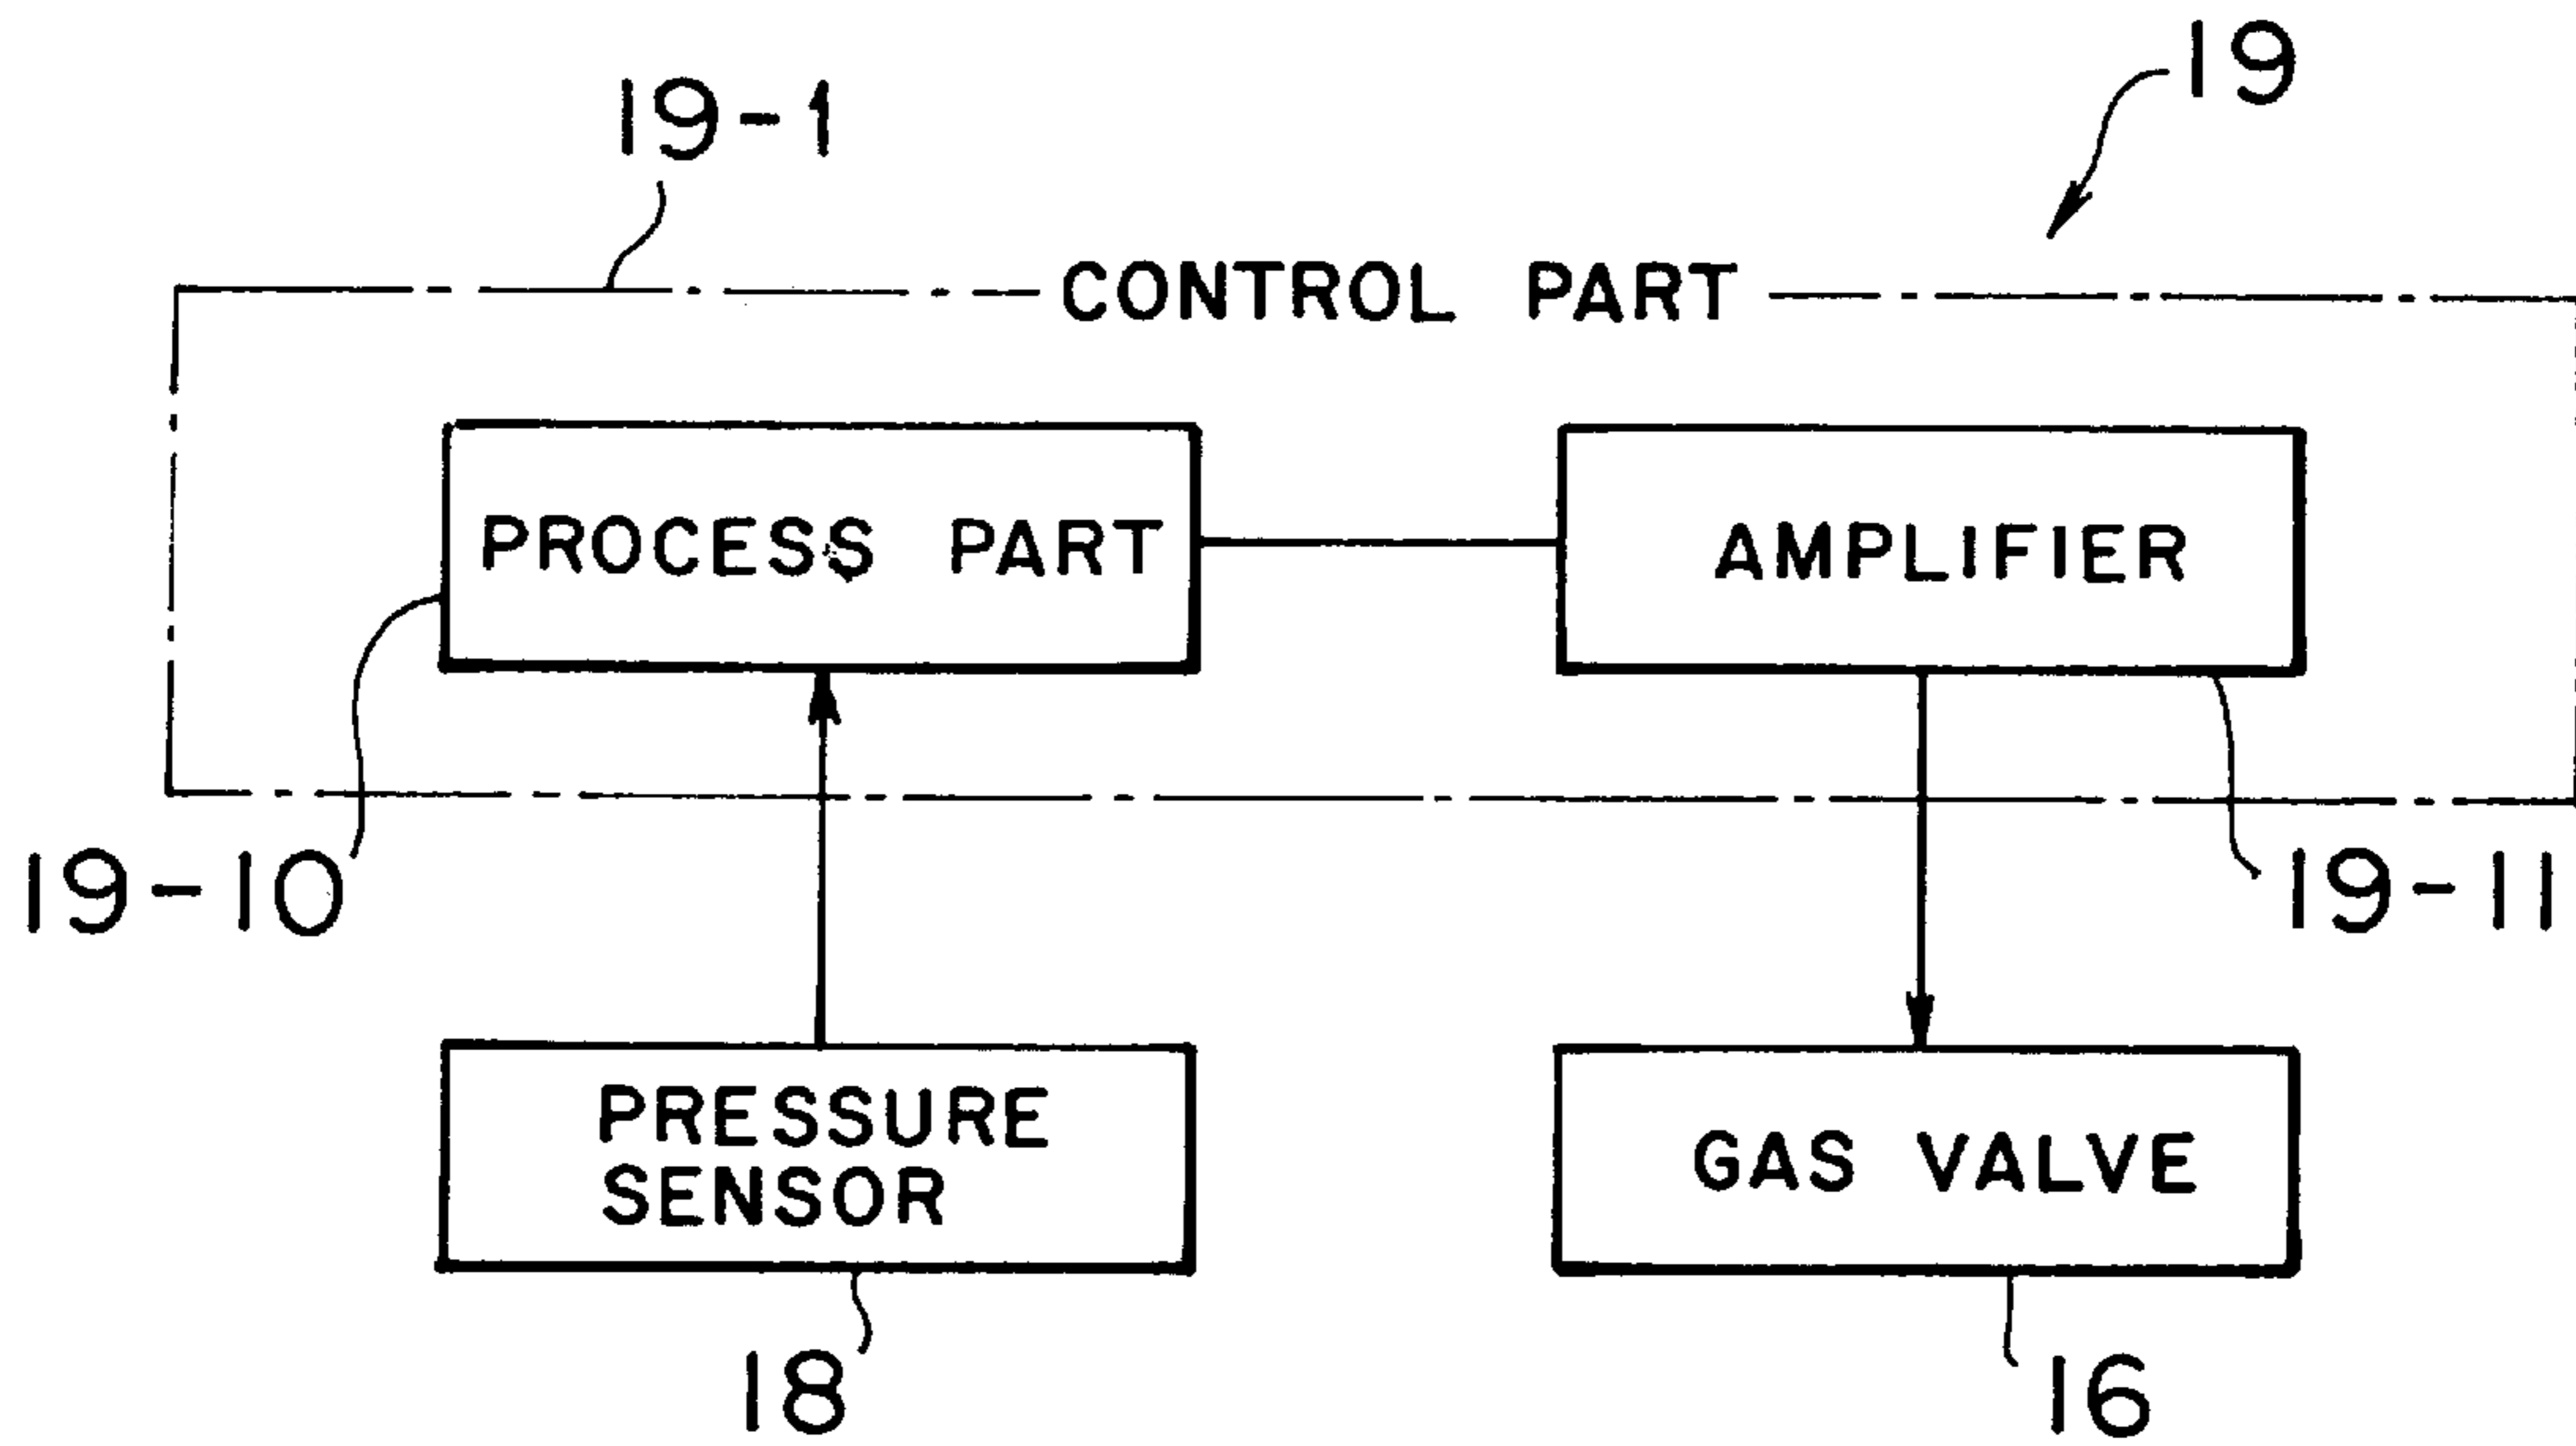 19
19-1
CONTROL PART
PROCESS PART
AMPLIFIER
19-10
19-11
PRESSURE
SENSOR
GAS VALVE
18
16